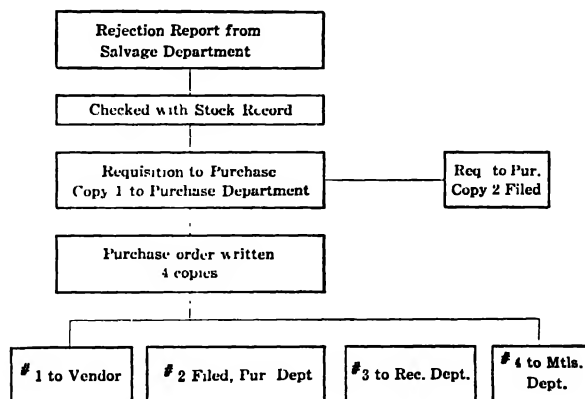 Rejection Report from
Salvage Department
Checked with Stock Record
Requisition to Purchase
Copy 1 to Purchase Department
Req to Pur.
Copy 2 Filed
Purchase order written
4 copies
# 1 to Vendor
# 2 Filed, Pur Dept
# 3 to Rec. Dept.
# 4 to Mtls.
Dept.